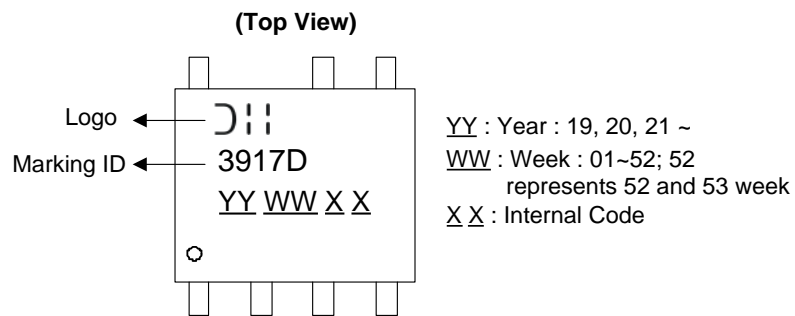 (Top View)
Logo
Marking ID
3917D
YY WW X X
YY : Year : 19, 20, 21 ~
WW : Week : 01~52; 52
represents 52 and 53 week
X X : Internal Code